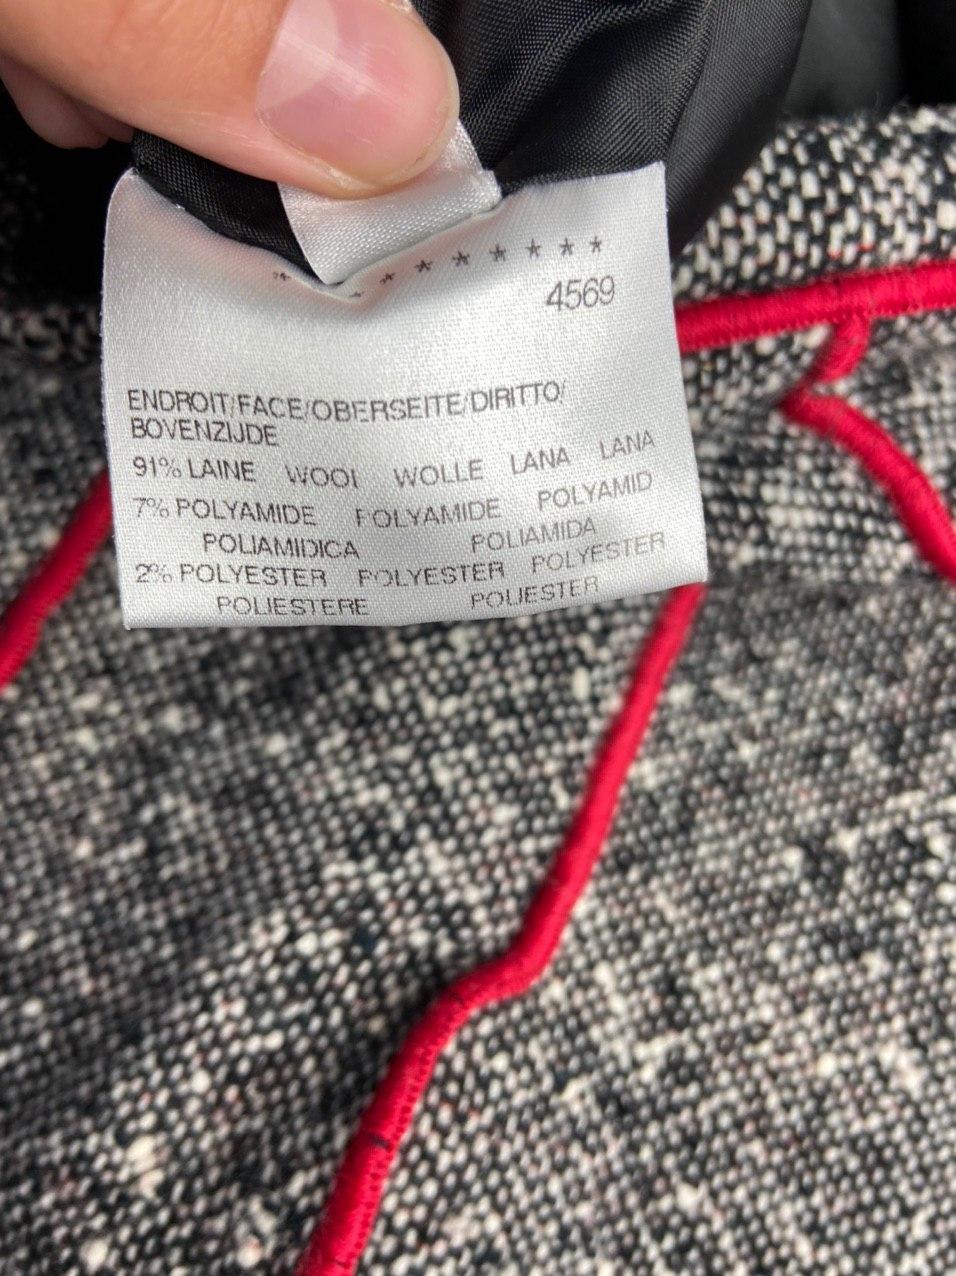 * * * * * * * * *
4569
ENDROIT/FACE/OBERSEITE/DIRITTO/
BOVENZIJDE
91% LAINE WOOL WOLLE LANA LANA
7% POLYAMIDE POLYAMIDE POLYAMID
POLIAMIDICA POLIAMIDA
2% POLYESTER POLYESTER POLYESTER
POLIESTERE POLIESTER